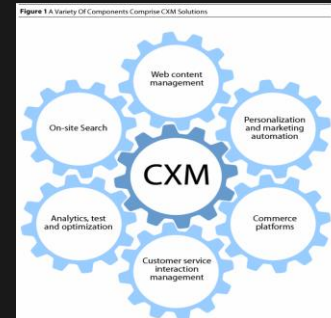 Figure 1 A Variety Of Components Comprise CXM Solutions
Web content
management
On-site Search
Personalization
and marketing
automation
CXM
Analytics, test
and optimization
Commerce
platforms
Customer service
interaction
management